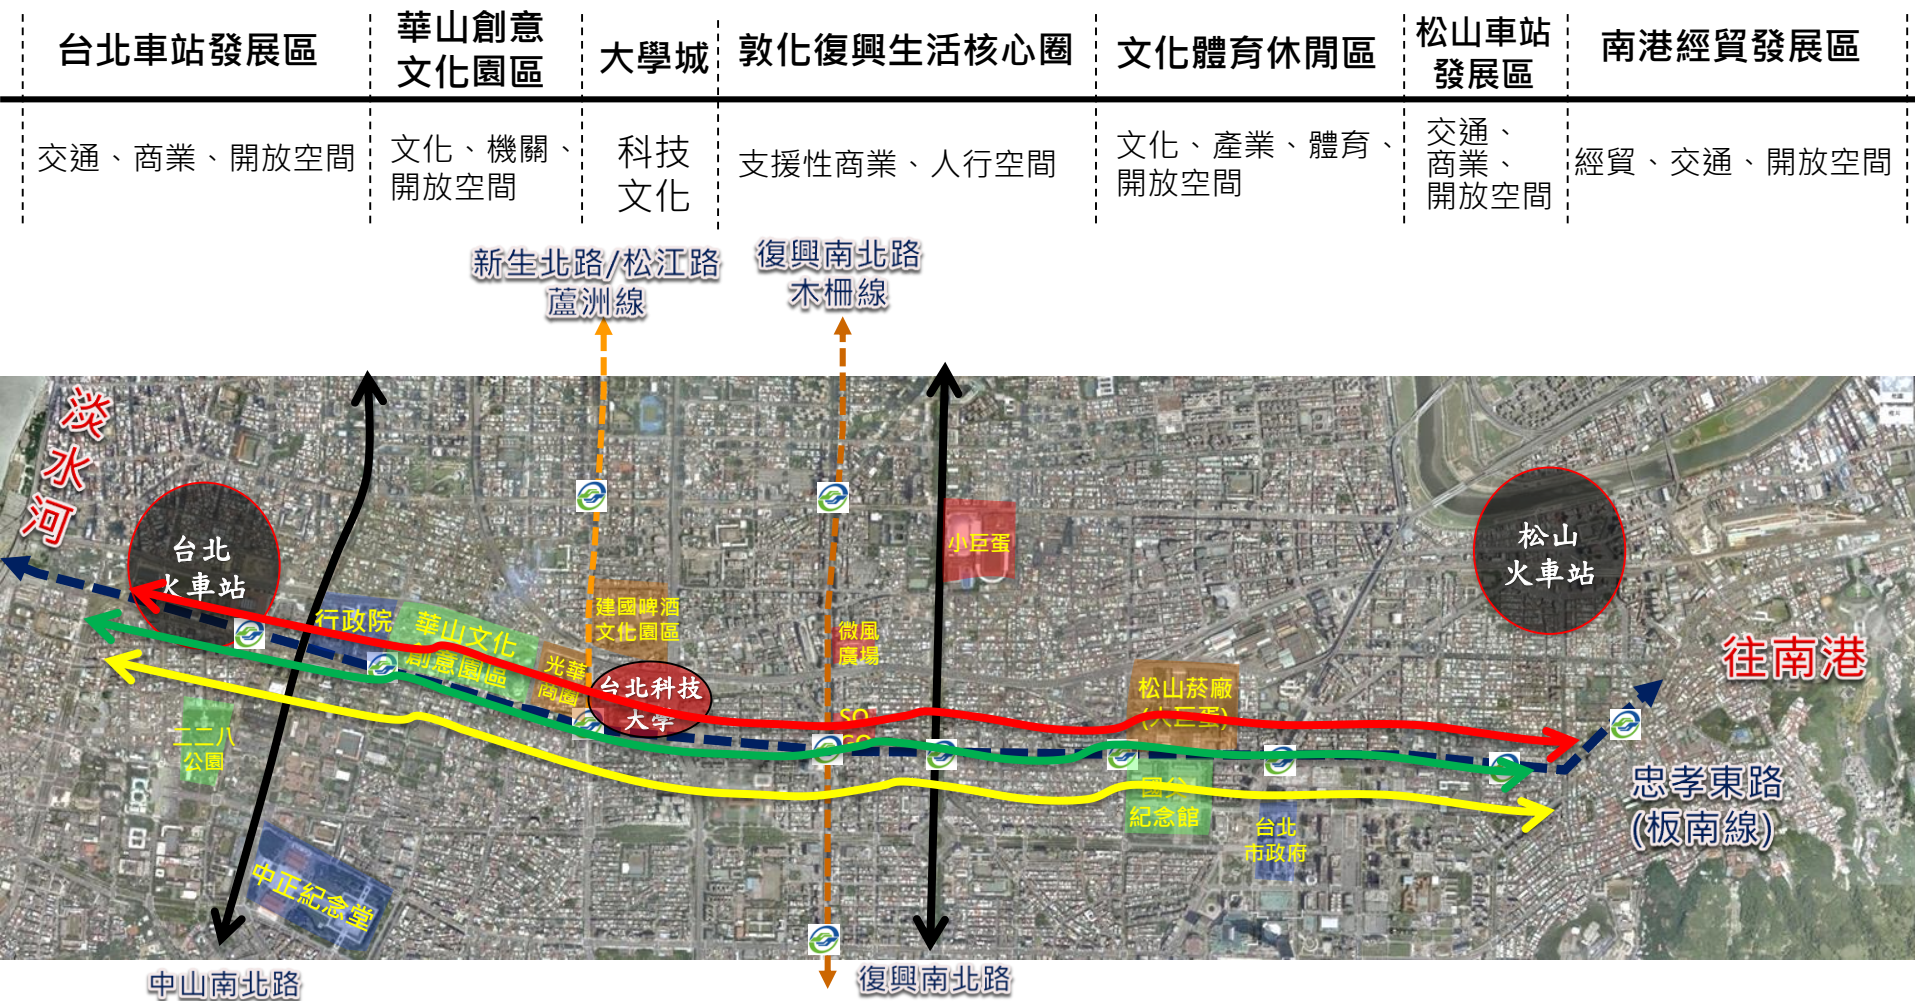 台北車站發展區
華山創意
文化園區
大學城
敦化復興生活核心圈
文化體育休閒區
松山車站
發展區
南港經貿發展區
交通、商業、開放空間
文化、機關、
開放空間
科技
文化
支援性商業、人行空間
文化、產業、體育、
開放空間
交通、
商業、
開放空間
經貿、交通、開放空間
新生北路/松江路
蘆洲線
復興南北路
木柵線
淡水河
台北
火車站
行政院
華山文化
創意園區
光華
商圈
建國啤酒
文化園區
台北科技
大學
微風
廣場
SO
GO
小巨蛋
松山菸廠
(大巨蛋)
國父
紀念館
台北
市政府
松山
火車站
往南港
忠孝東路
(板南線)
二二八
公園
中正紀念堂
中山南北路
復興南北路